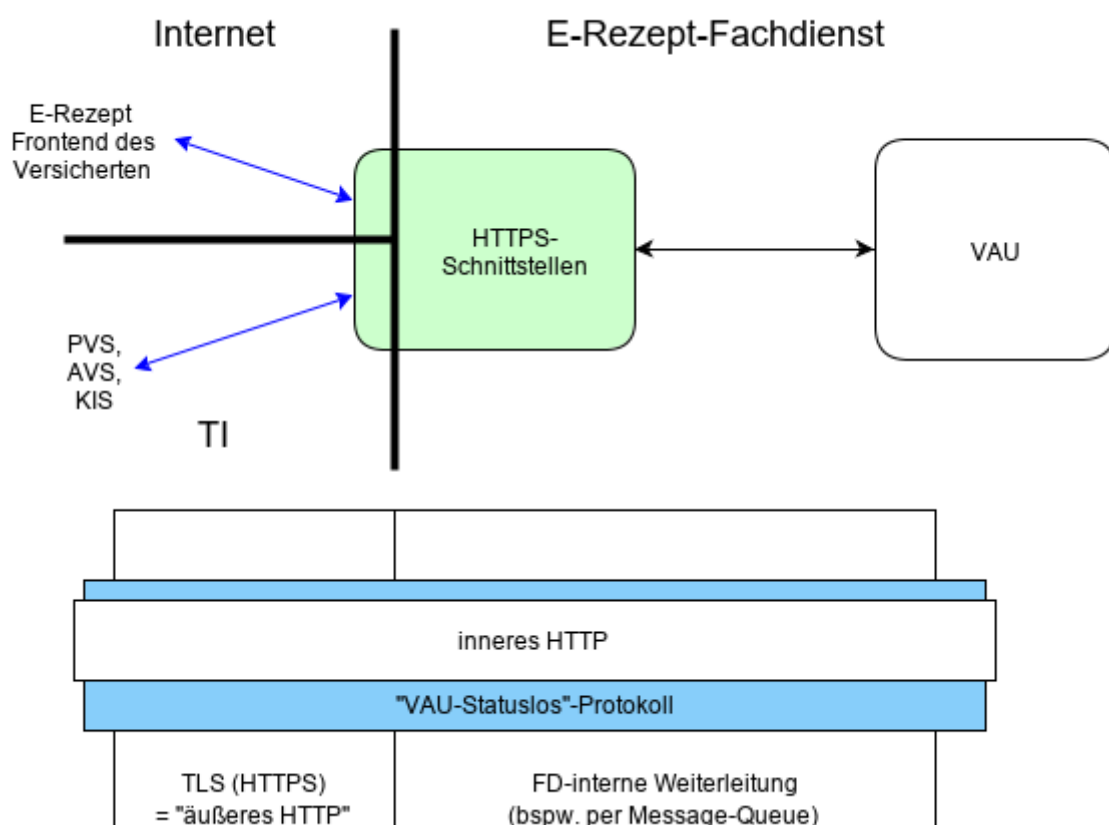 Internet
E-Rezept-Fachdienst
E-Rezept
Frontend des
Versicherten
HTTPS-
Schnittstellen
VAU
PVS,
AVS,
KIS
TI
inneres HTTP
"VAU-Statuslos"-Protokoll
TLS (HTTPS)
= "äußeres HTTP"
FD-interne Weiterleitung
(bspw. per Message-Queue)